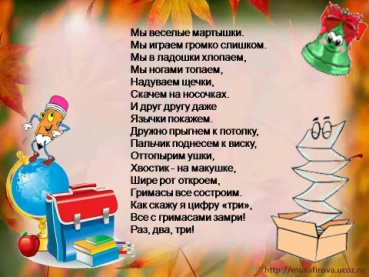 Мы веселые мартышки.
Мы играем громко слишком.
Мы в ладошки хлопаем,
Мы ногами топаем,
Надуваем щечки,
Скачем на носочках.
И друг другу даже
Язычки покажем.
Дружно прыгнем к потолку,
Пальчик поднесем к виску,
Оттопырим ушки,
Хвостик - на макушке,
Шире рот откроем,
Гримасы все состроим.
Как скажу я цифру «три»,
Все с гримасами замри!
Раз, два, три!
http://musafirova.ucoz.ru